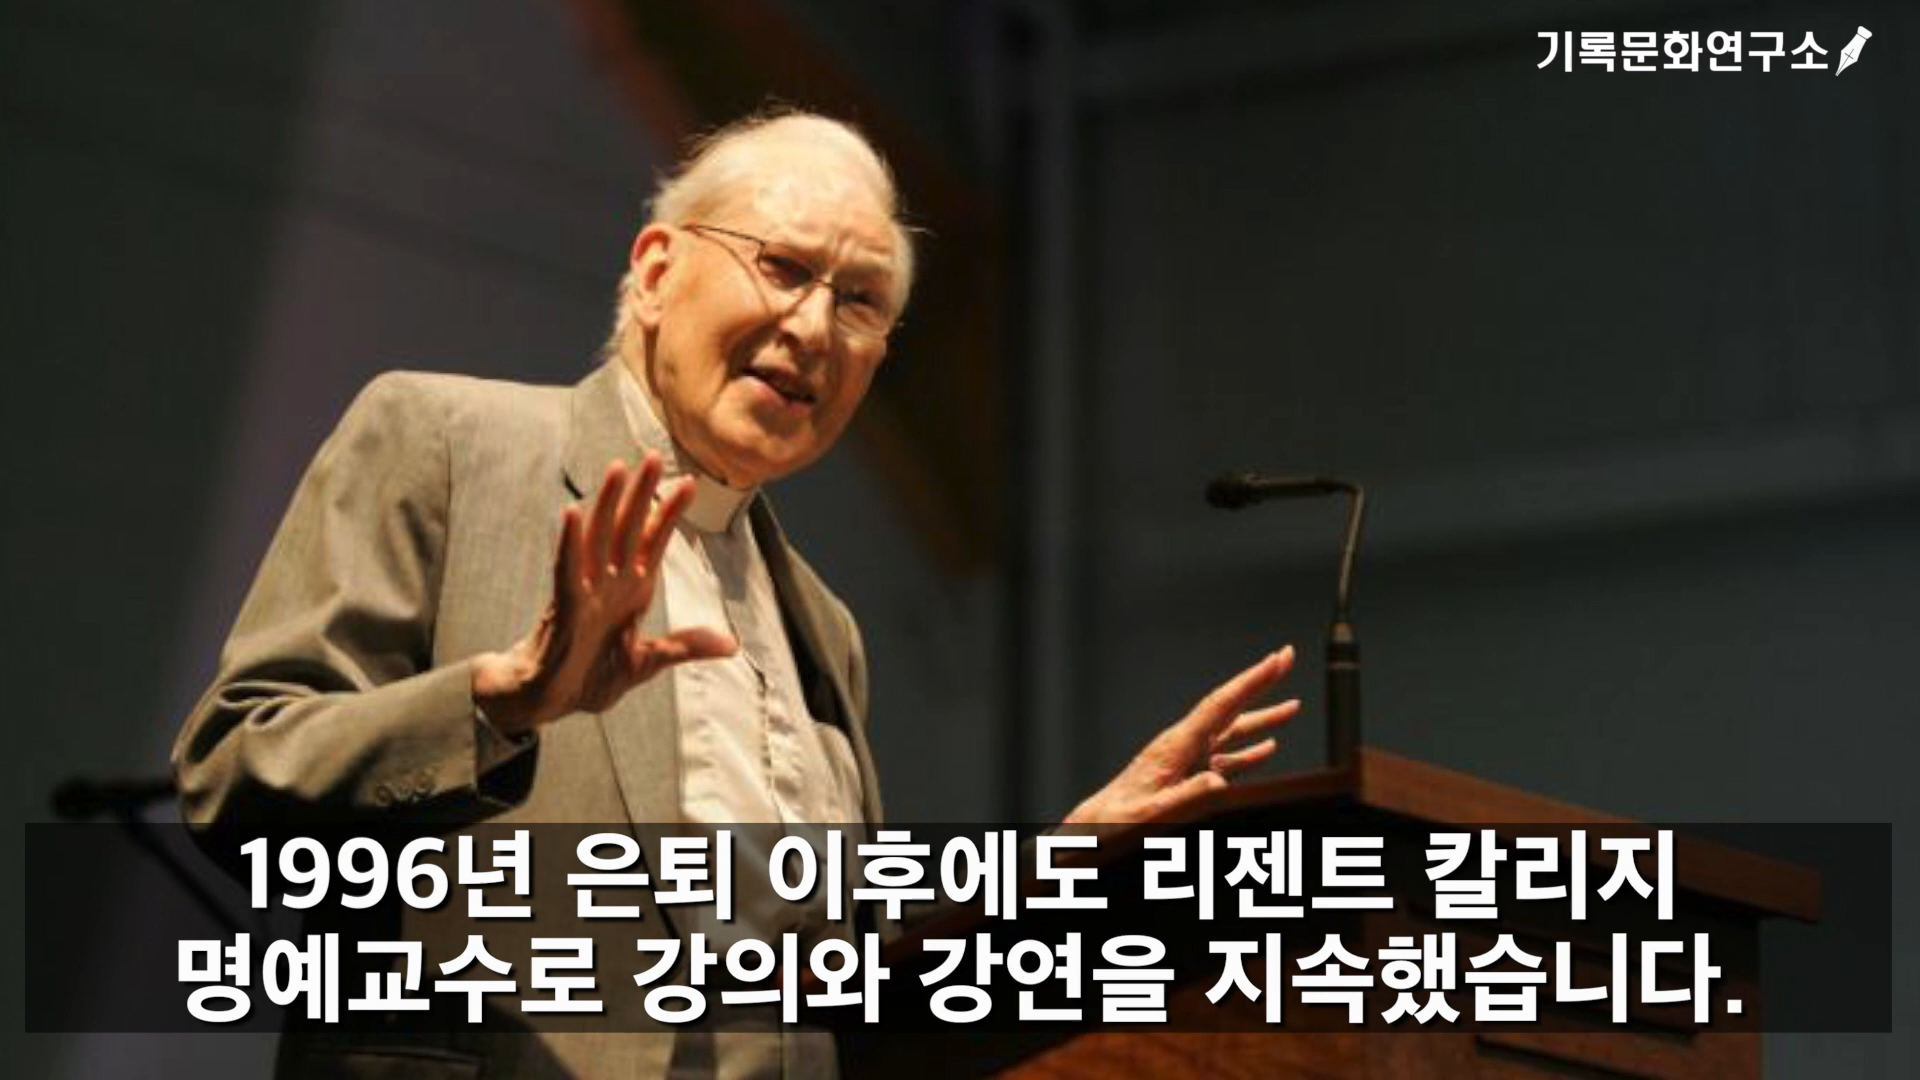 기록문화연구소
1996년 은퇴 이후에도 리젠트 칼리지
명예교수로 강의와 강연을 지속했습니다.